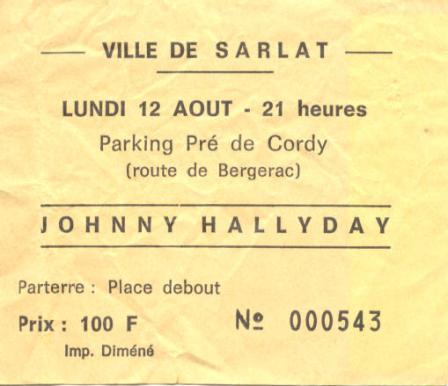 VILLE DE SARLAT
LUNDI 12 AOUT - 21 heures
Parking Pré de Cordy
(route de Bergerac)
JOHNNY HALLYDAY
Parterre : Place debout
Prix : 100 F
Nº 000543
Imp. Diméné